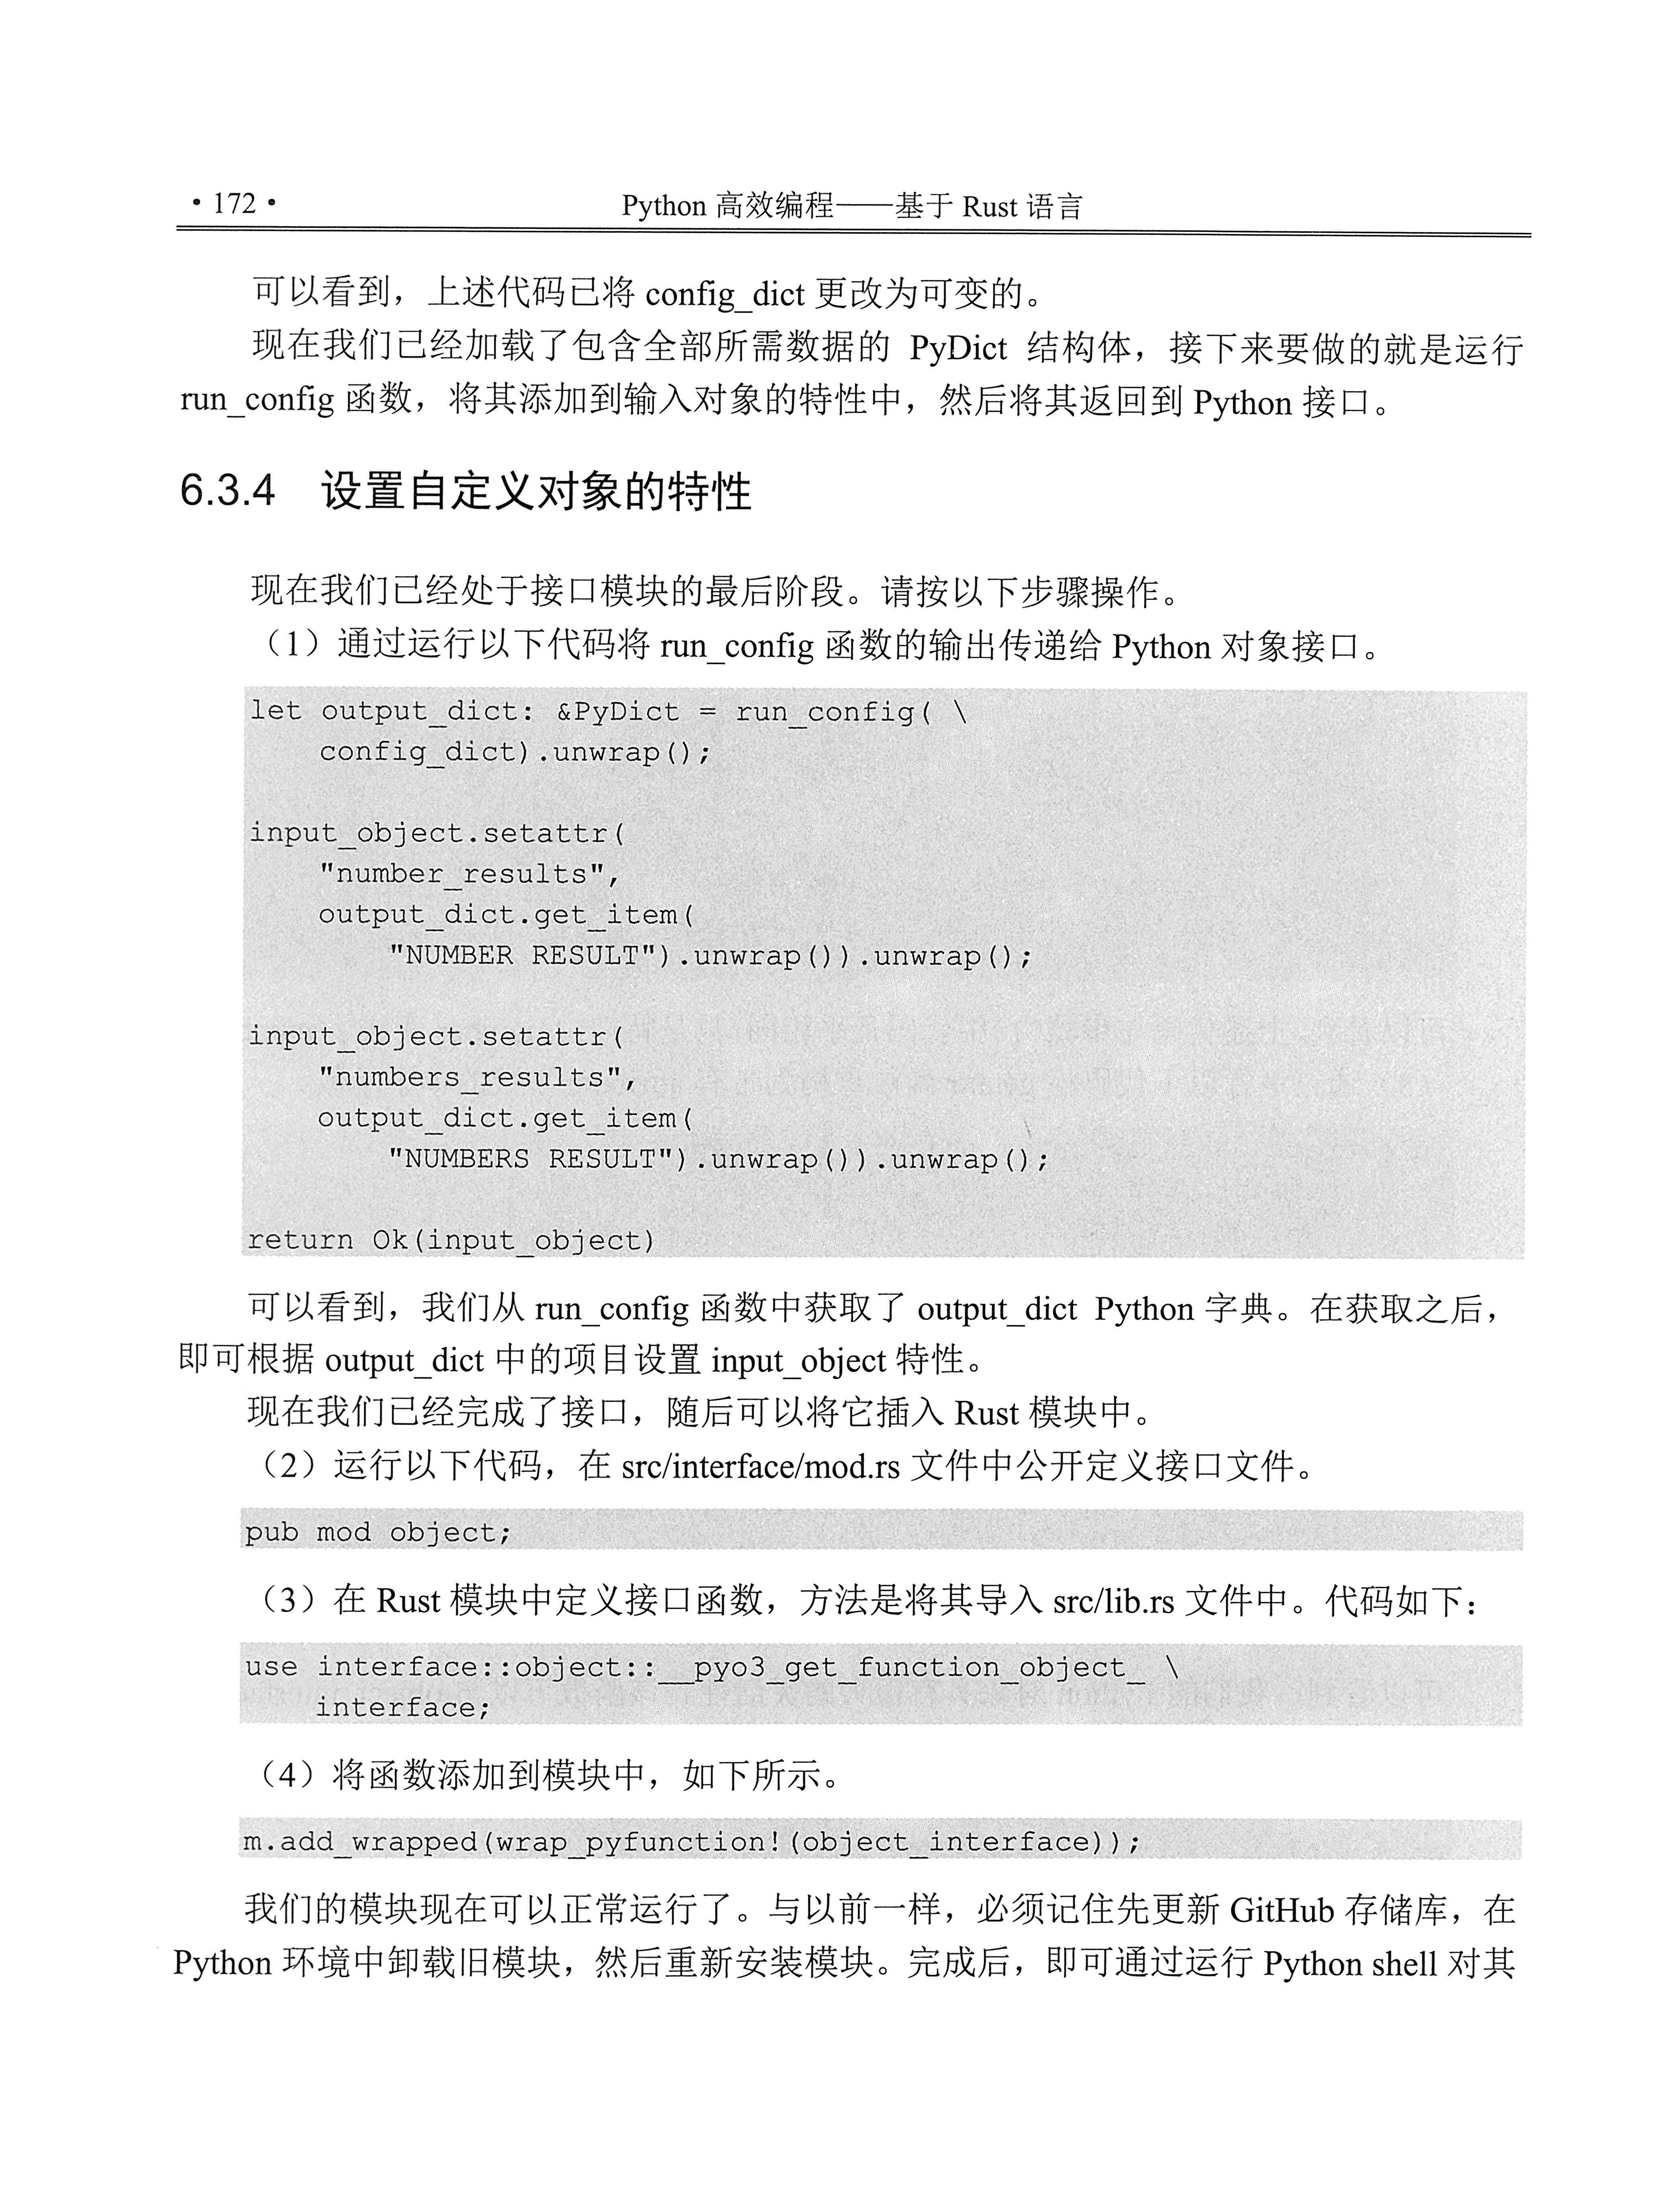 • 172 •
Python 高效编程——基于 Rust 语言
可以看到，上述代码已将 config_dict 更改为可变的。
现在我们已经加载了包含全部所需数据的 PyDict 结构体，接下来要做的就是运行
run_config 函数，将其添加到输入对象的特性中，然后将其返回到 Python 接口。
6.3.4 设置自定义对象的特性
现在我们已经处于接口模块的最后阶段。请按以下步骤操作。
（1）通过运行以下代码将 run_config 函数的输出传递给 Python 对象接口。
let output_dict: &PyDict = run_config( \
    config_dict).unwrap();
input_object.setattr(
    "number_results",
    output_dict.get_item(
        "NUMBER RESULT").unwrap()).unwrap();
input_object.setattr(
    "numbers_results",
    output_dict.get_item(
        "NUMBERS RESULT").unwrap()).unwrap();
return Ok(input_object)
可以看到，我们从 run_config 函数中获取了 output_dict Python 字典。在获取之后，
即可根据 output_dict 中的项目设置 input_object 特性。
现在我们已经完成了接口，随后可以将它插入 Rust 模块中。
（2）运行以下代码，在 src/interface/mod.rs 文件中公开定义接口文件。
pub mod object;
（3）在 Rust 模块中定义接口函数，方法是将其导入 src/lib.rs 文件中。代码如下：
use interface::object::__pyo3_get_function_object_ \
    interface;
（4）将函数添加到模块中，如下所示。
m.add_wrapped(wrap_pyfunction!(object_interface));
我们的模块现在可以正常运行了。与以前一样，必须记住先更新 GitHub 存储库，在
Python 环境中卸载旧模块，然后重新安装模块。完成后，即可通过运行 Python shell 对其